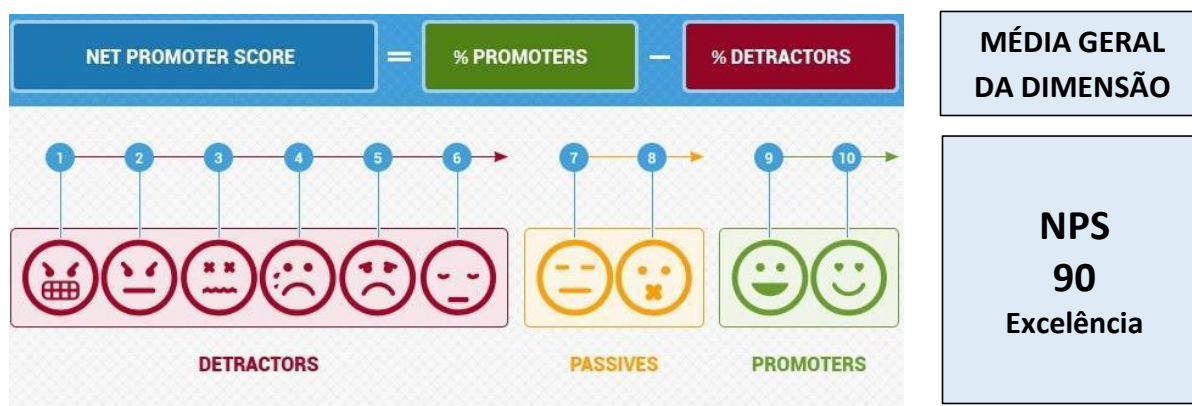 NET PROMOTER SCORE = % PROMOTERS – % DETRACTORS
1 2 3 4 5 6 7 8 9 10
DETRACTORS PASSIVES PROMOTERS
MÉDIA GERAL
DA DIMENSÃO
NPS
90
Excelência